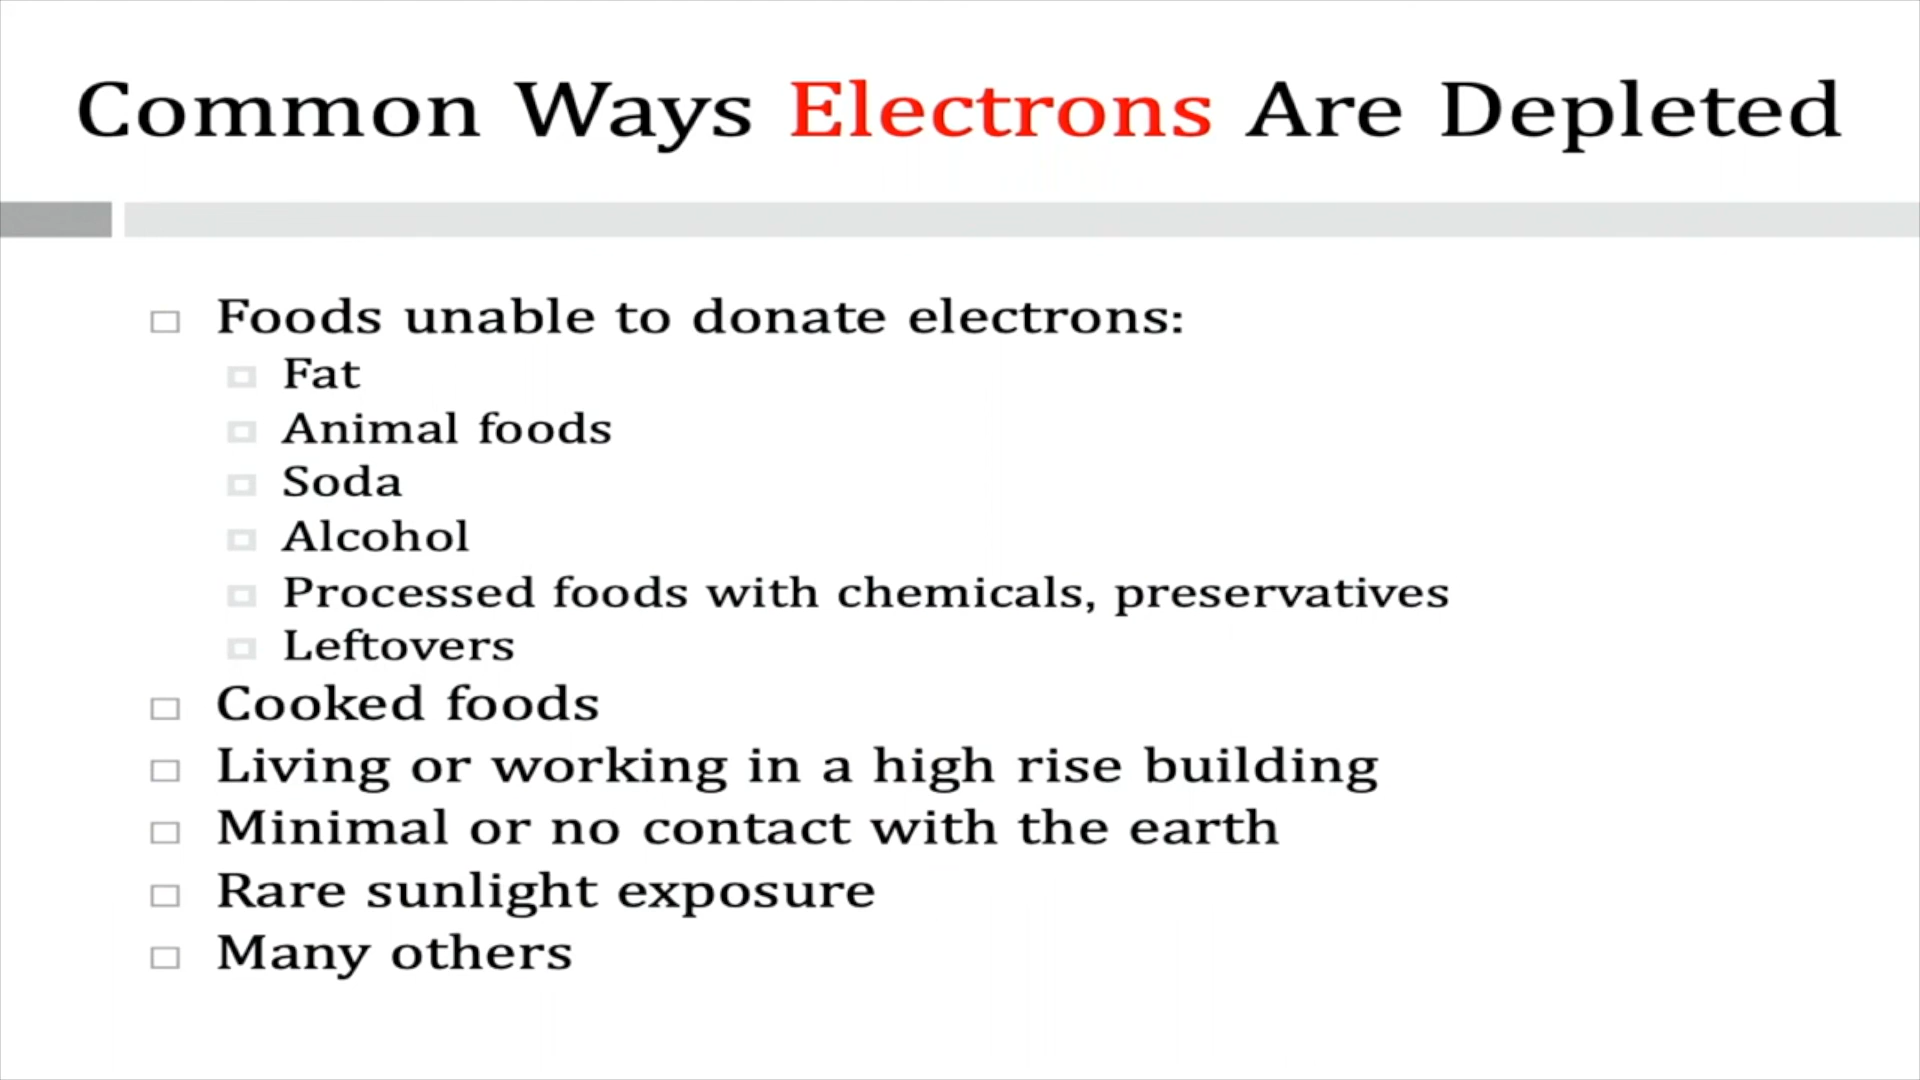 Common Ways Electrons Are Depleted
Foods unable to donate electrons:
Fat
Animal foods
Soda
Alcohol
Processed foods with chemicals, preservatives
Leftovers
Cooked foods
Living or working in a high rise building
Minimal or no contact with the earth
Rare sunlight exposure
Many others